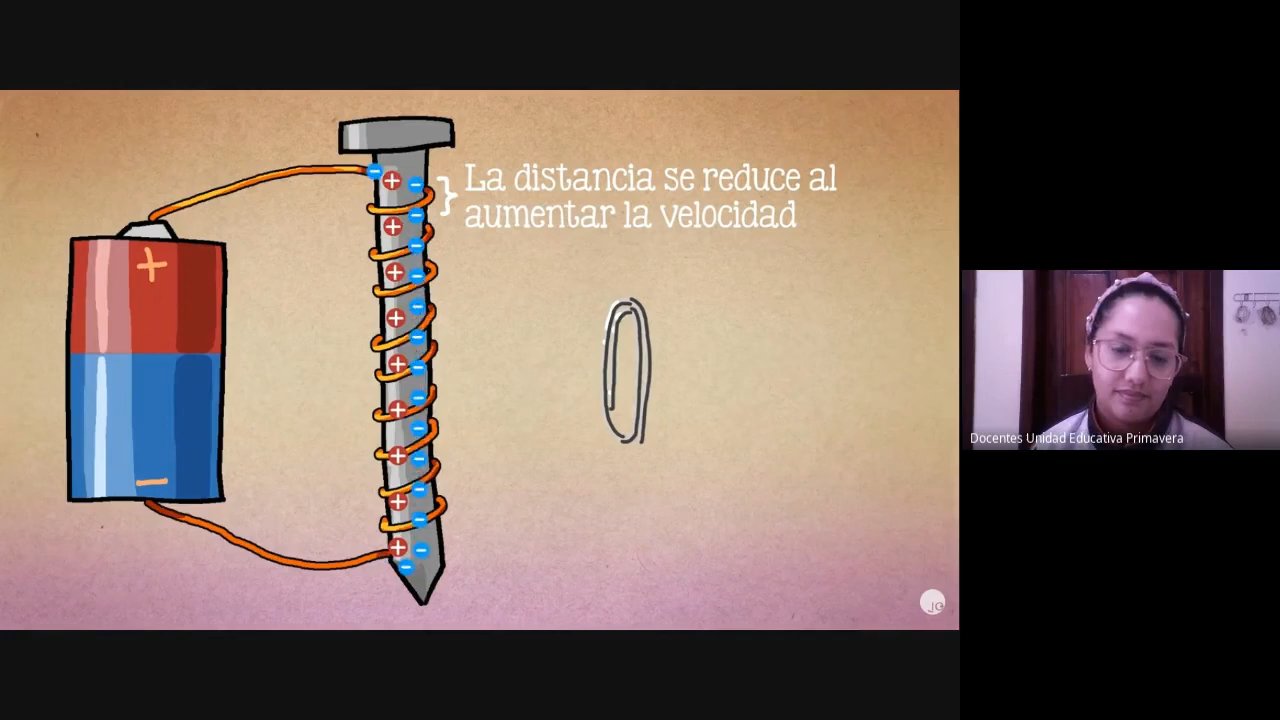 La distancia se reduce al
aumentar la velocidad
Docentes Unidad Educativa Primavera